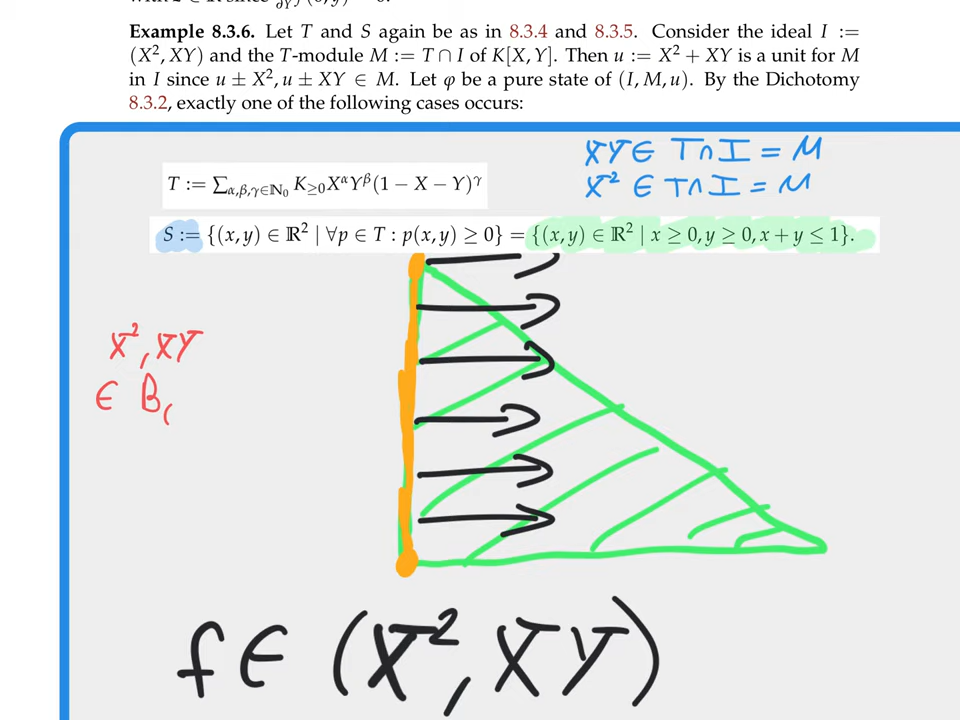 Example 8.3.6. Let T and S again be as in 8.3.4 and 8.3.5. Consider the ideal I :=
(X², XY) and the T-module M := T ∩ I of K[X, Y]. Then u := X² + XY is a unit for M
in I since u ± X², u ± XY ∈ M. Let φ be a pure state of (I, M, u). By the Dichotomy
8.3.2, exactly one of the following cases occurs:
XY ∈ T∩I = M
X² ∈ T∩I = M
T := ∑_{α,β,γ∈ℕ₀} K_{≥0}X^αY^β(1 − X − Y)^γ
S := {(x, y) ∈ ℝ² | ∀p ∈ T : p(x, y) ≥ 0} = {(x, y) ∈ ℝ² | x ≥ 0, y ≥ 0, x + y ≤ 1}.
X², XY
∈ B(
f ∈ (X², XY)